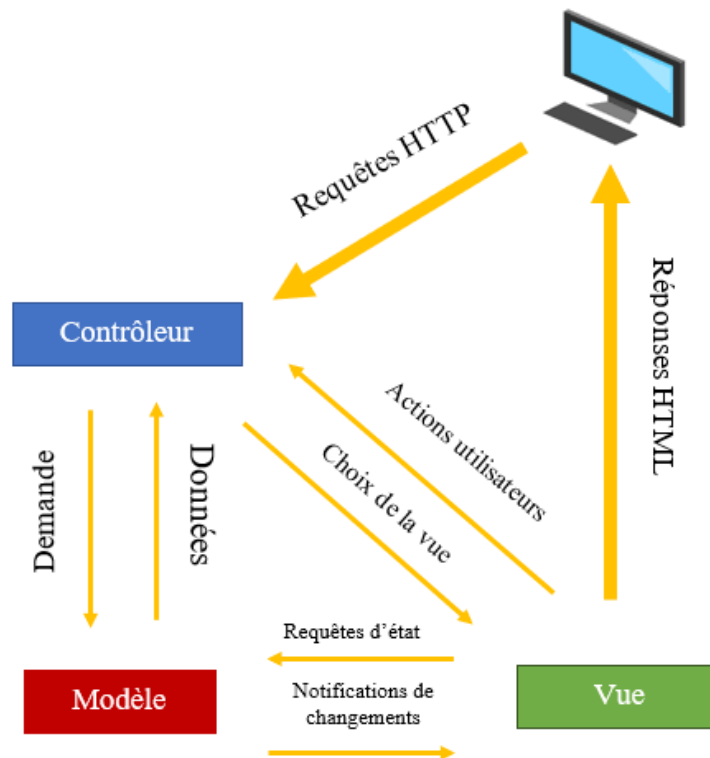 Requêtes HTTP
Contrôleur
Réponses HTML
Actions utilisateurs
Choix de la vue
Demande
Données
Requêtes d’état
Modèle
Notifications de
changements
Vue